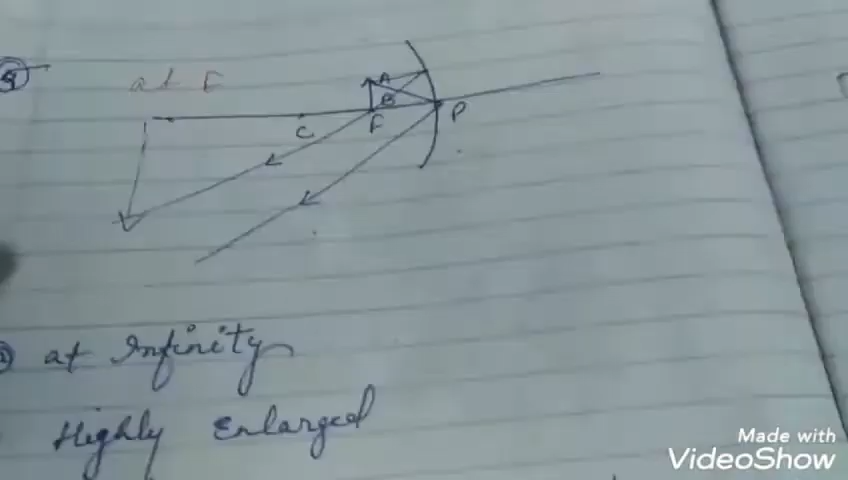 at F
A
B
C
F
P
at Infinity
Highly Enlarged
Made with
VideoShow